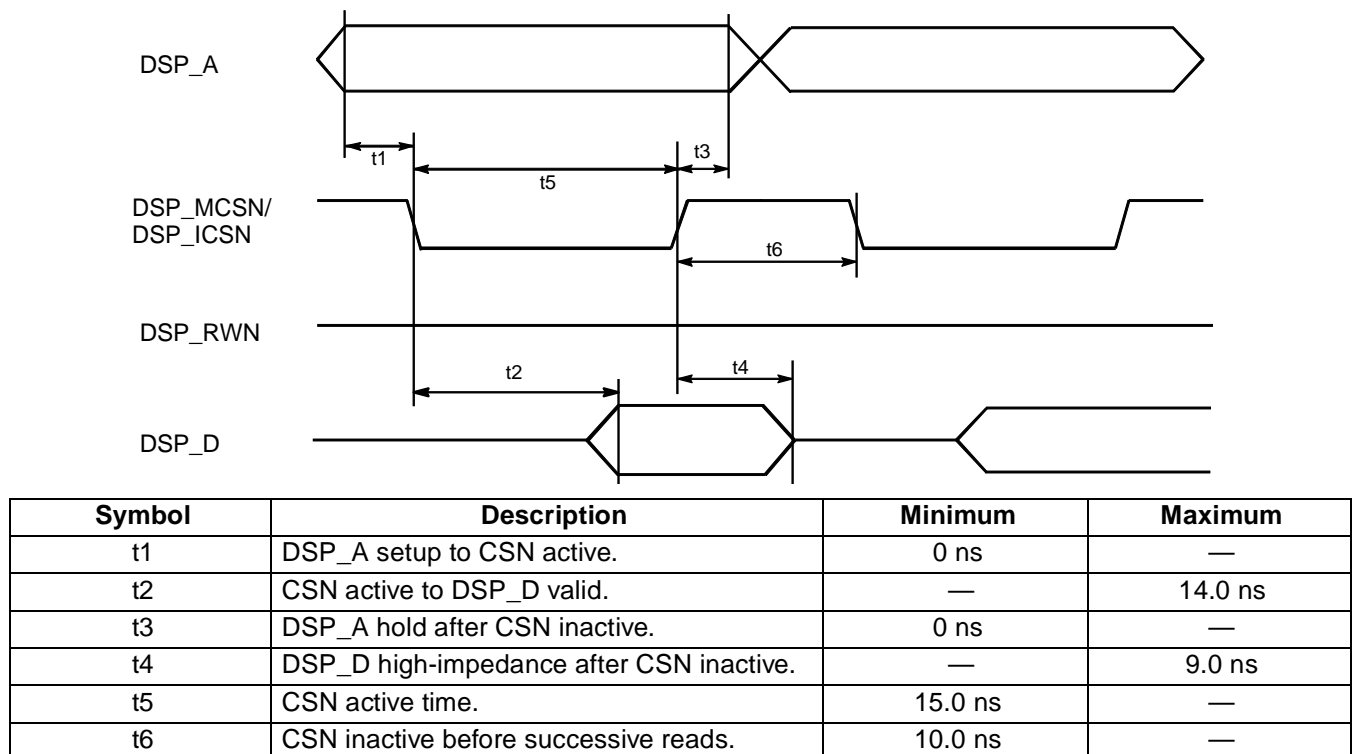 DSP_A
t1
t3
t5
DSP_MCSN/
DSP_ICSN
t6
DSP_RWN
t2
t4
DSP_D
Symbol Description Minimum Maximum
t1 DSP_A setup to CSN active. 0 ns —
t2 CSN active to DSP_D valid. — 14.0 ns
t3 DSP_A hold after CSN inactive. 0 ns —
t4 DSP_D high-impedance after CSN inactive. — 9.0 ns
t5 CSN active time. 15.0 ns —
t6 CSN inactive before successive reads. 10.0 ns —